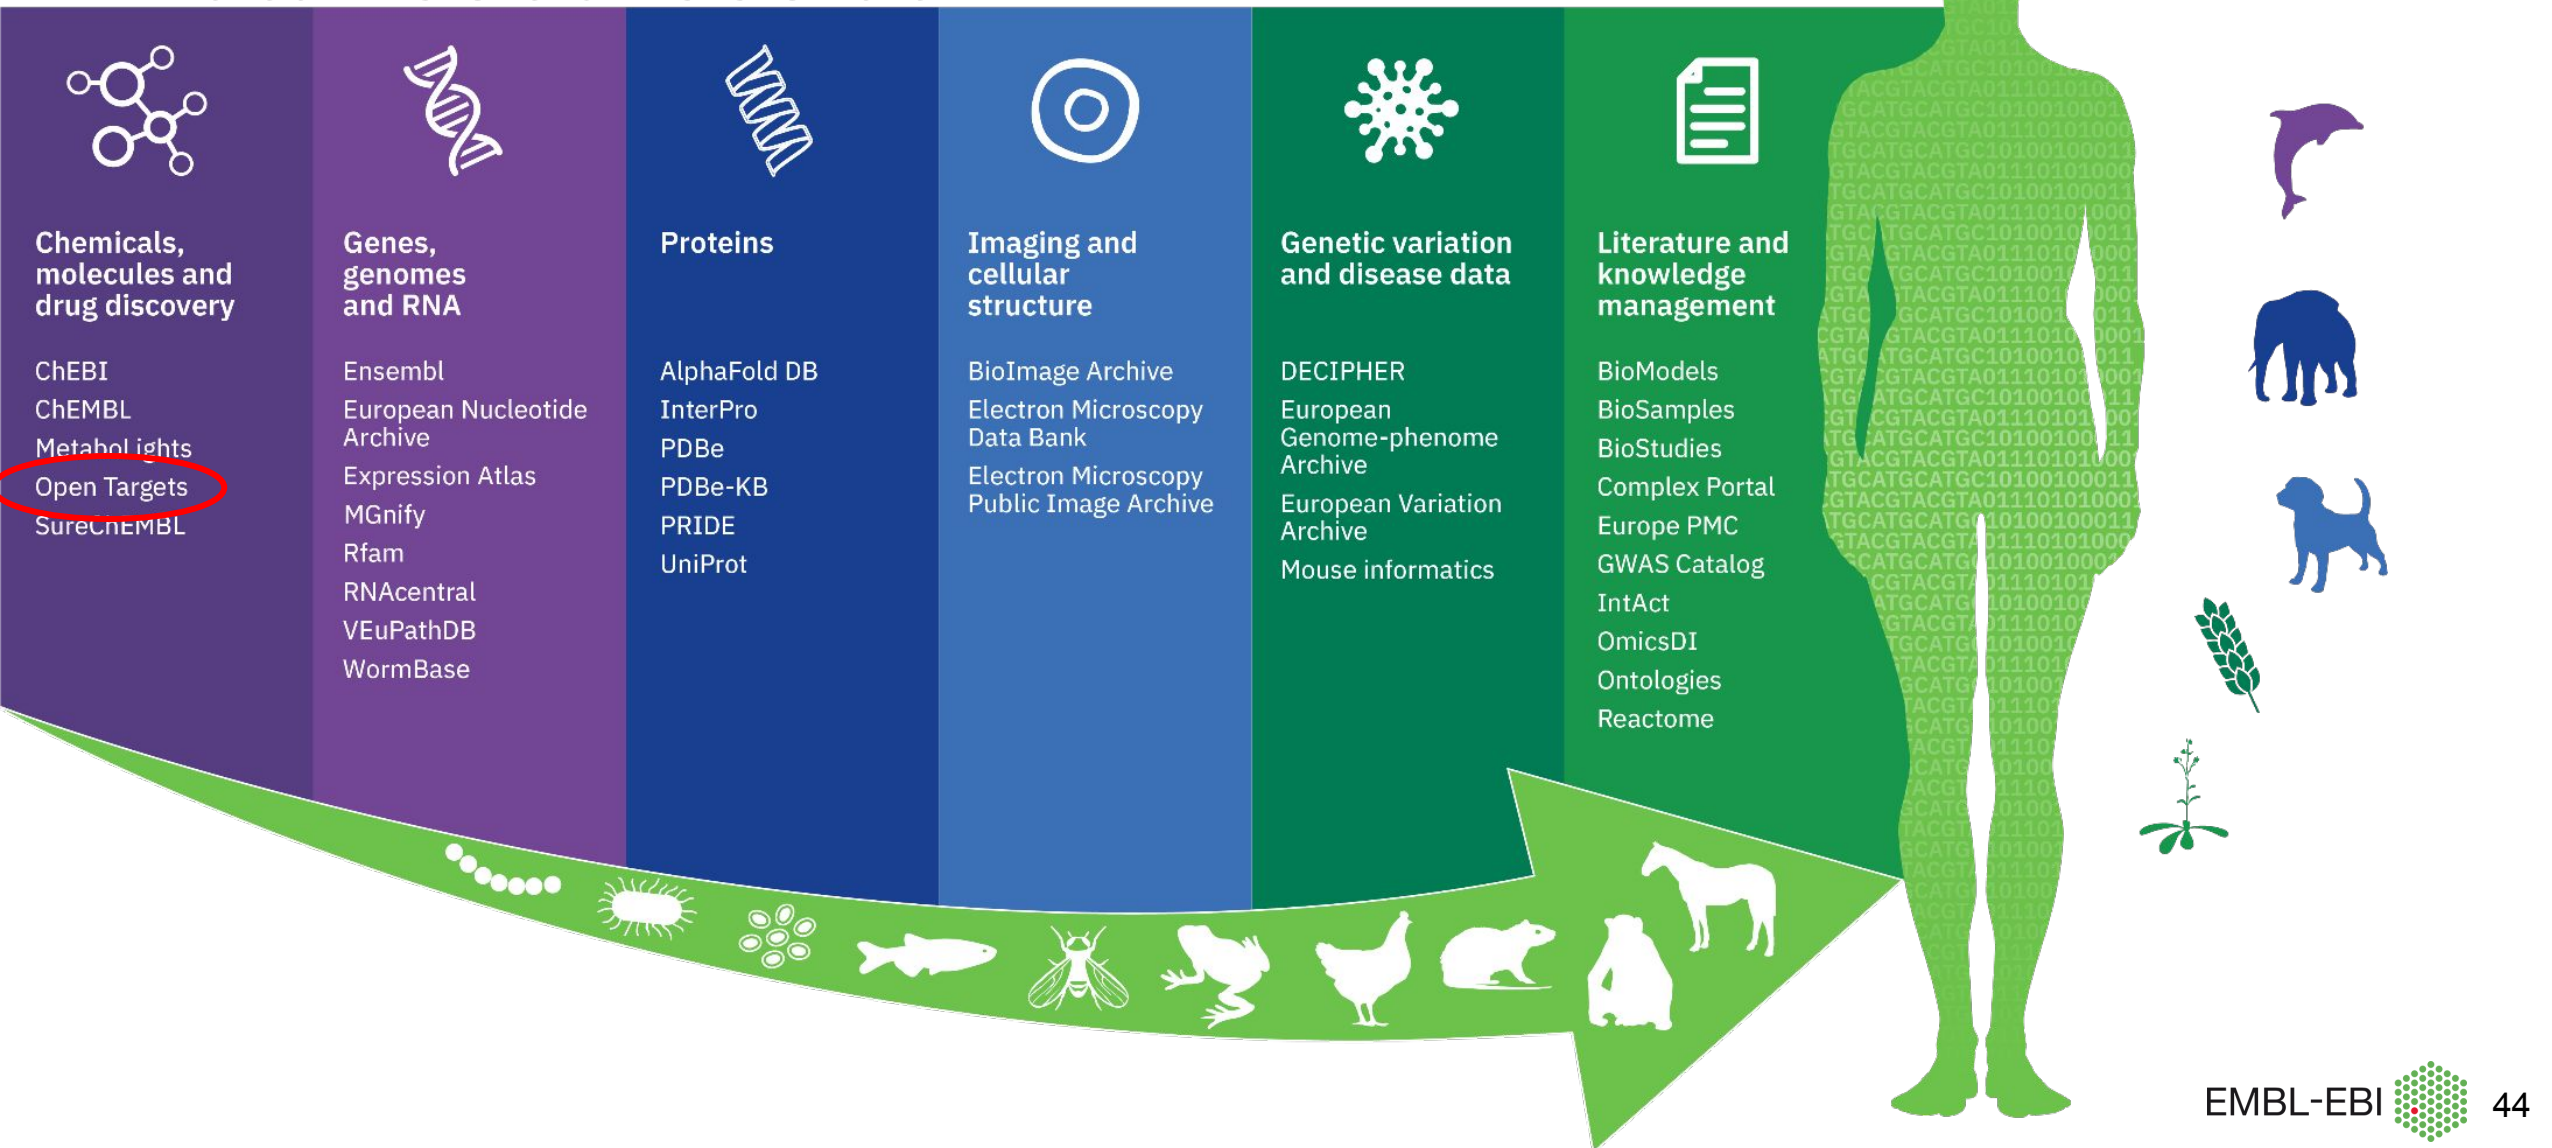 Chemicals,
molecules and
drug discovery
ChEBI
ChEMBL
MetaboLights
Open Targets
SureChEMBL
Genes,
genomes
and RNA
Ensembl
European Nucleotide
Archive
Expression Atlas
MGnify
Rfam
RNAcentral
VEuPathDB
WormBase
Proteins
AlphaFold DB
InterPro
PDBe
PDBe-KB
PRIDE
UniProt
Imaging and
cellular
structure
BioImage Archive
Electron Microscopy
Data Bank
Electron Microscopy
Public Image Archive
Genetic variation
and disease data
DECIPHER
European
Genome-phenome
Archive
European Variation
Archive
Mouse informatics
Literature and
knowledge
management
BioModels
BioSamples
BioStudies
Complex Portal
Europe PMC
GWAS Catalog
IntAct
OmicsDI
Ontologies
Reactome
EMBL-EBI
44